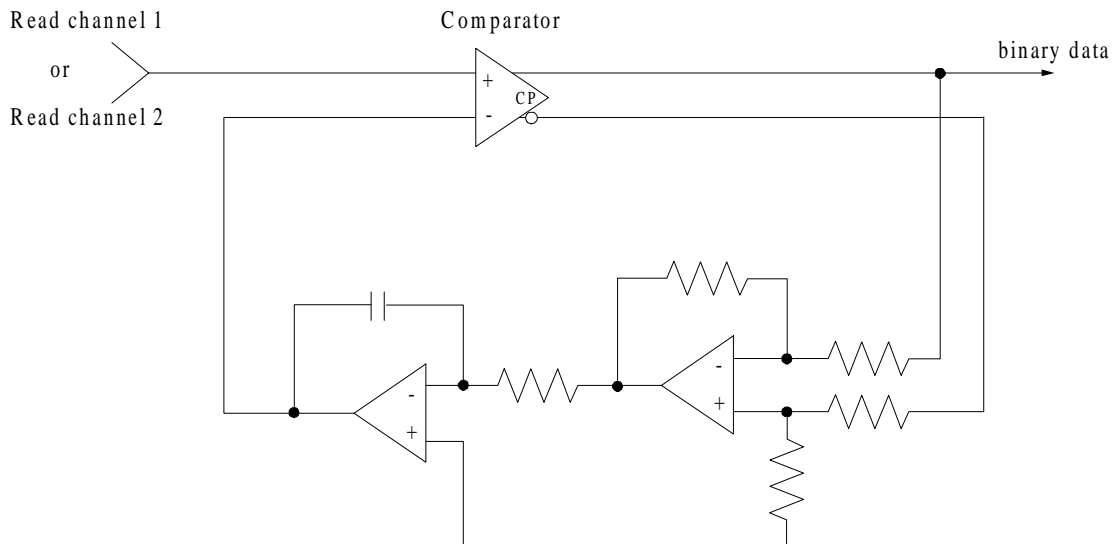 Read channel 1
Comparator
or
binary data
Read channel 2
+
CP
-
-
+
-
+